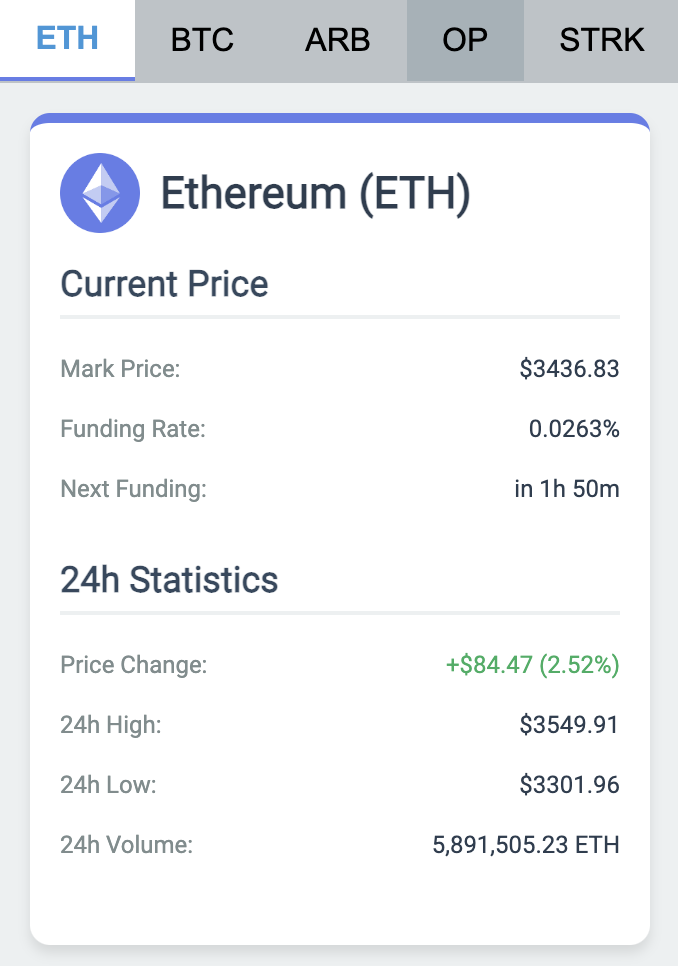 ETH BTC ARB OP STRK
Ethereum (ETH)
Current Price
Mark Price: $3436.83
Funding Rate: 0.0263%
Next Funding: in 1h 50m
24h Statistics
Price Change: +$84.47 (2.52%)
24h High: $3549.91
24h Low: $3301.96
24h Volume: 5,891,505.23 ETH